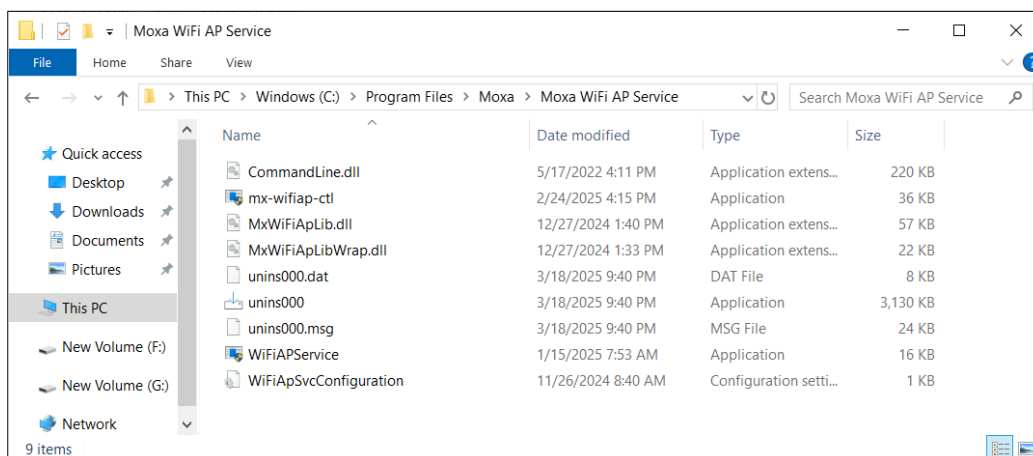 Moxa WiFi AP Service
File Home Share View
This PC > Windows (C:) > Program Files > Moxa > Moxa WiFi AP Service Search Moxa WiFi AP Service
Name Date modified Type Size
Quick access
Desktop
Downloads
Documents
Pictures
This PC
New Volume (F:)
New Volume (G:)
Network
CommandLine.dll 5/17/2022 4:11 PM Application extens... 220 KB
mx-wifiap-ctl 2/24/2025 4:15 PM Application 36 KB
MxWiFiApLib.dll 12/27/2024 1:40 PM Application extens... 57 KB
MxWiFiApLibWrap.dll 12/27/2024 1:33 PM Application extens... 22 KB
unins000.dat 3/18/2025 9:40 PM DAT File 8 KB
unins000 3/18/2025 9:40 PM Application 3,130 KB
unins000.msg 3/18/2025 9:40 PM MSG File 24 KB
WiFiAPService 1/15/2025 7:53 AM Application 16 KB
WiFiApSvcConfiguration 11/26/2024 8:40 AM Configuration setti... 1 KB
9 items